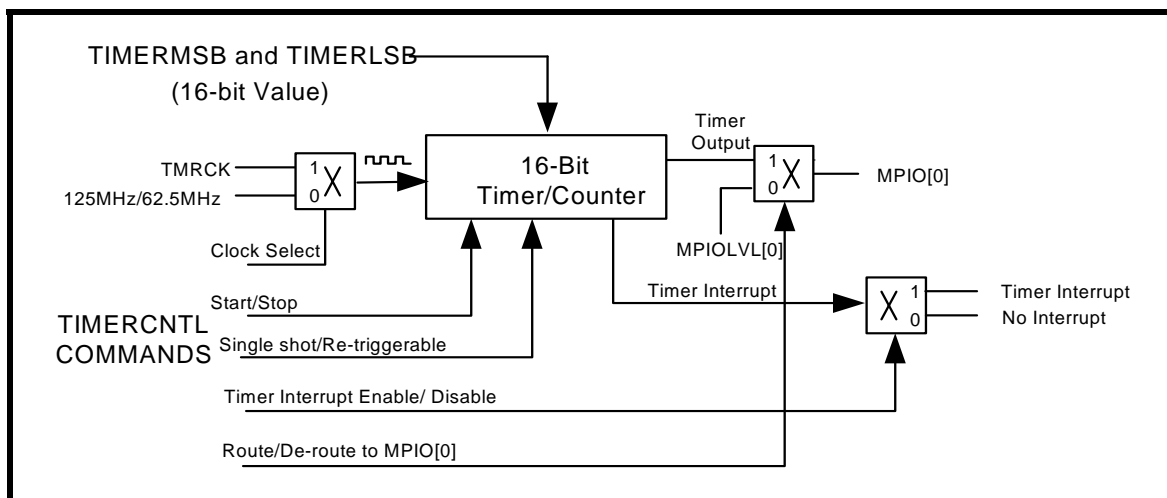 TIMERMSB and TIMERLSB
(16-bit Value)
Timer
Output
1
0
X
MPIO[0]
TMRCK
125MHz/62.5MHz
1
0
X
16-Bit
Timer/Counter
Clock Select
MPIOLVL[0]
Start/Stop
Timer Interrupt
X
1
0
Timer Interrupt
No Interrupt
TIMERCNTL
COMMANDS
Single shot/Re-triggerable
Timer Interrupt Enable/ Disable
Route/De-route to MPIO[0]